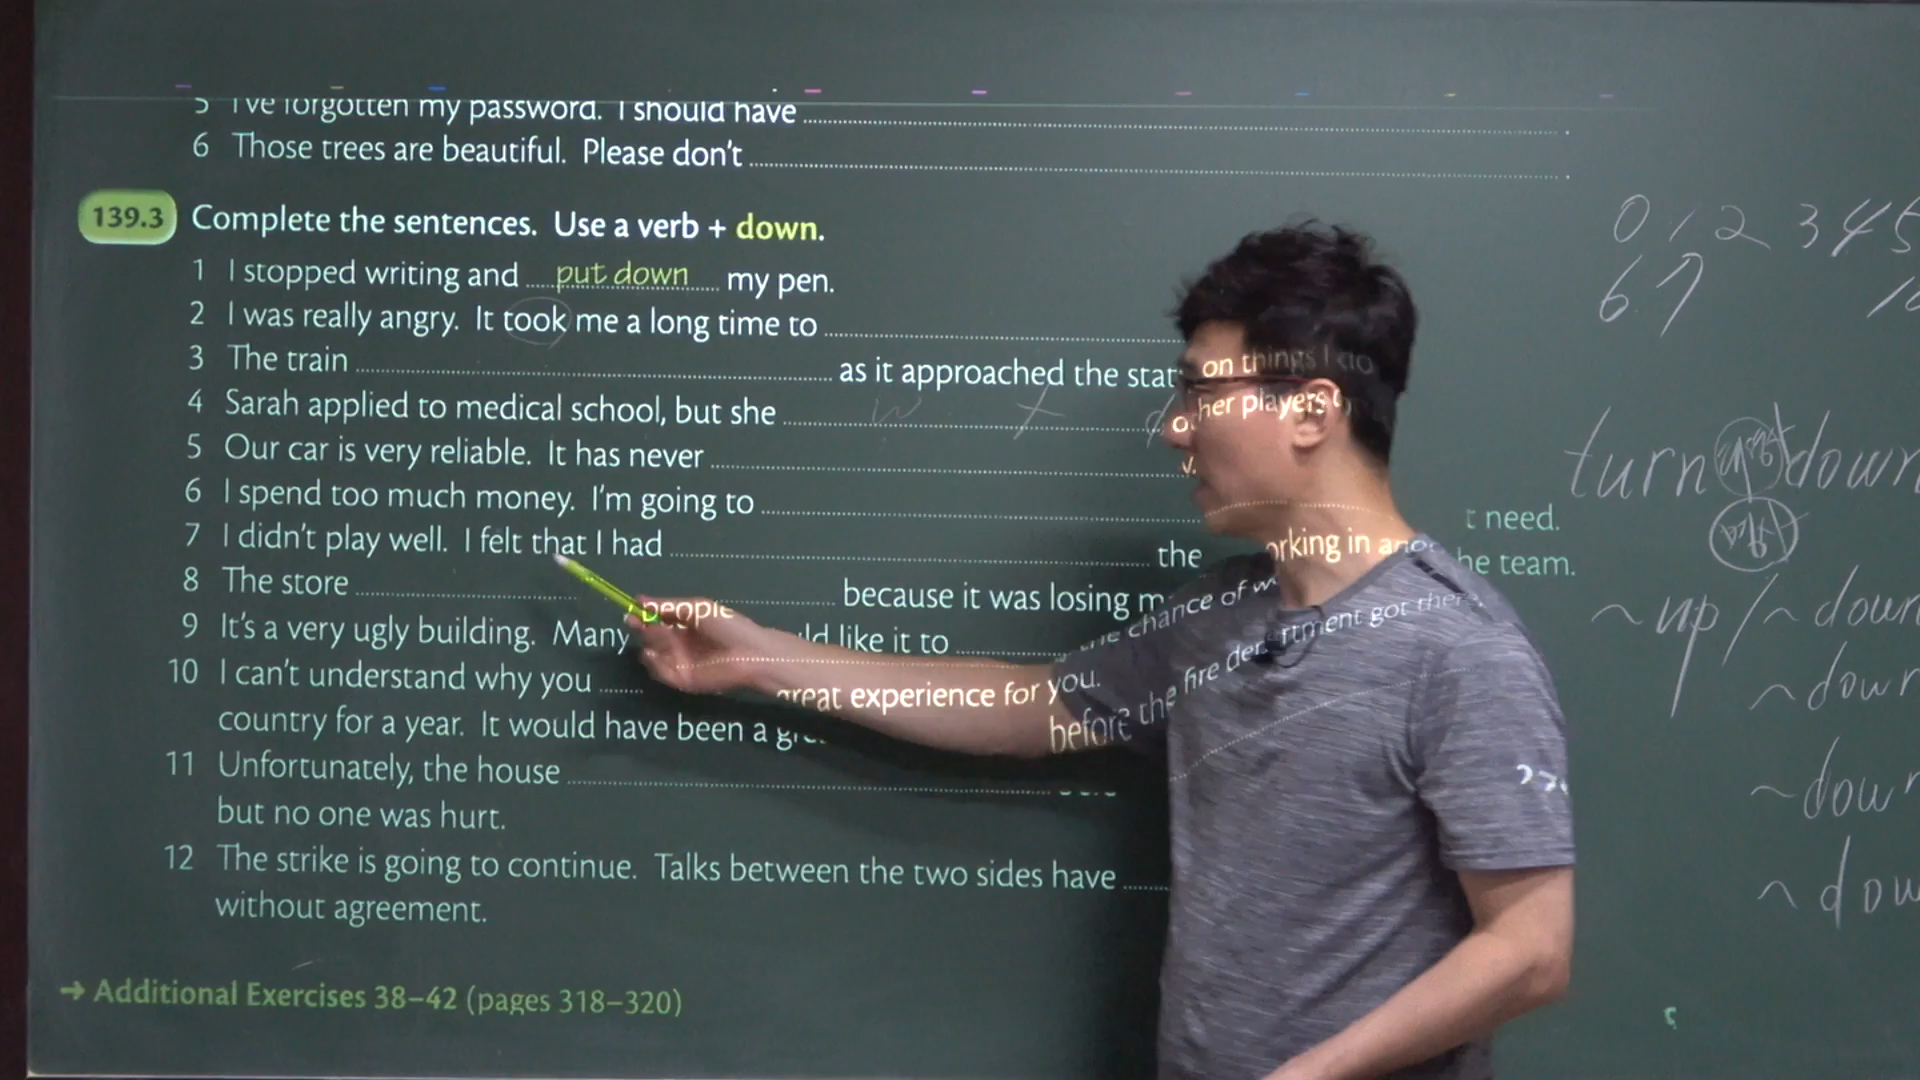 5 I've forgotten my password. I should have
6 Those trees are beautiful. Please don't
139.3 Complete the sentences. Use a verb + down.
1 I stopped writing and put down my pen.
2 I was really angry. It took me a long time to
3 The train as it approached the stat
4 Sarah applied to medical school, but she
5 Our car is very reliable. It has never
6 I spend too much money. I'm going to on things I do t need.
7 I didn't play well. I felt that I had the her players he team.
8 The store because it was losing m
9 It's a very ugly building. Many people ld like it to
10 I can't understand why you the chance of working in ano
country for a year. It would have been a great experience for you.
11 Unfortunately, the house before the fire department got there,
but no one was hurt.
12 The strike is going to continue. Talks between the two sides have
without agreement.
→ Additional Exercises 38–42 (pages 318–320)
0 1 2 3 4 5
6 7
turn down
~up/~down
~down
~down
~dow